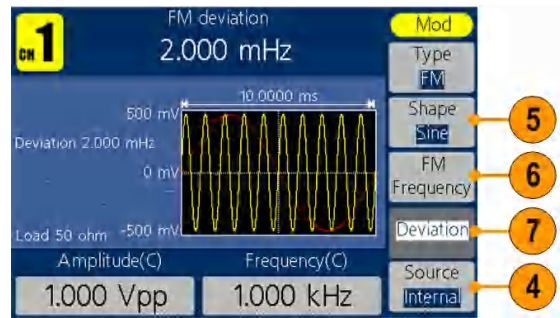 CH 1
FM deviation
2.000 mHz
Mod
Type
FM
Shape
Sine
5
FM
Frequency
6
Deviation
7
Source
Internal
4
10.0000 ms
500 mV
Deviation 2.000 mHz
0 mV
Load 50 ohm
-500 mV
Amplitude(C)
1.000 Vpp
Frequency(C)
1.000 kHz